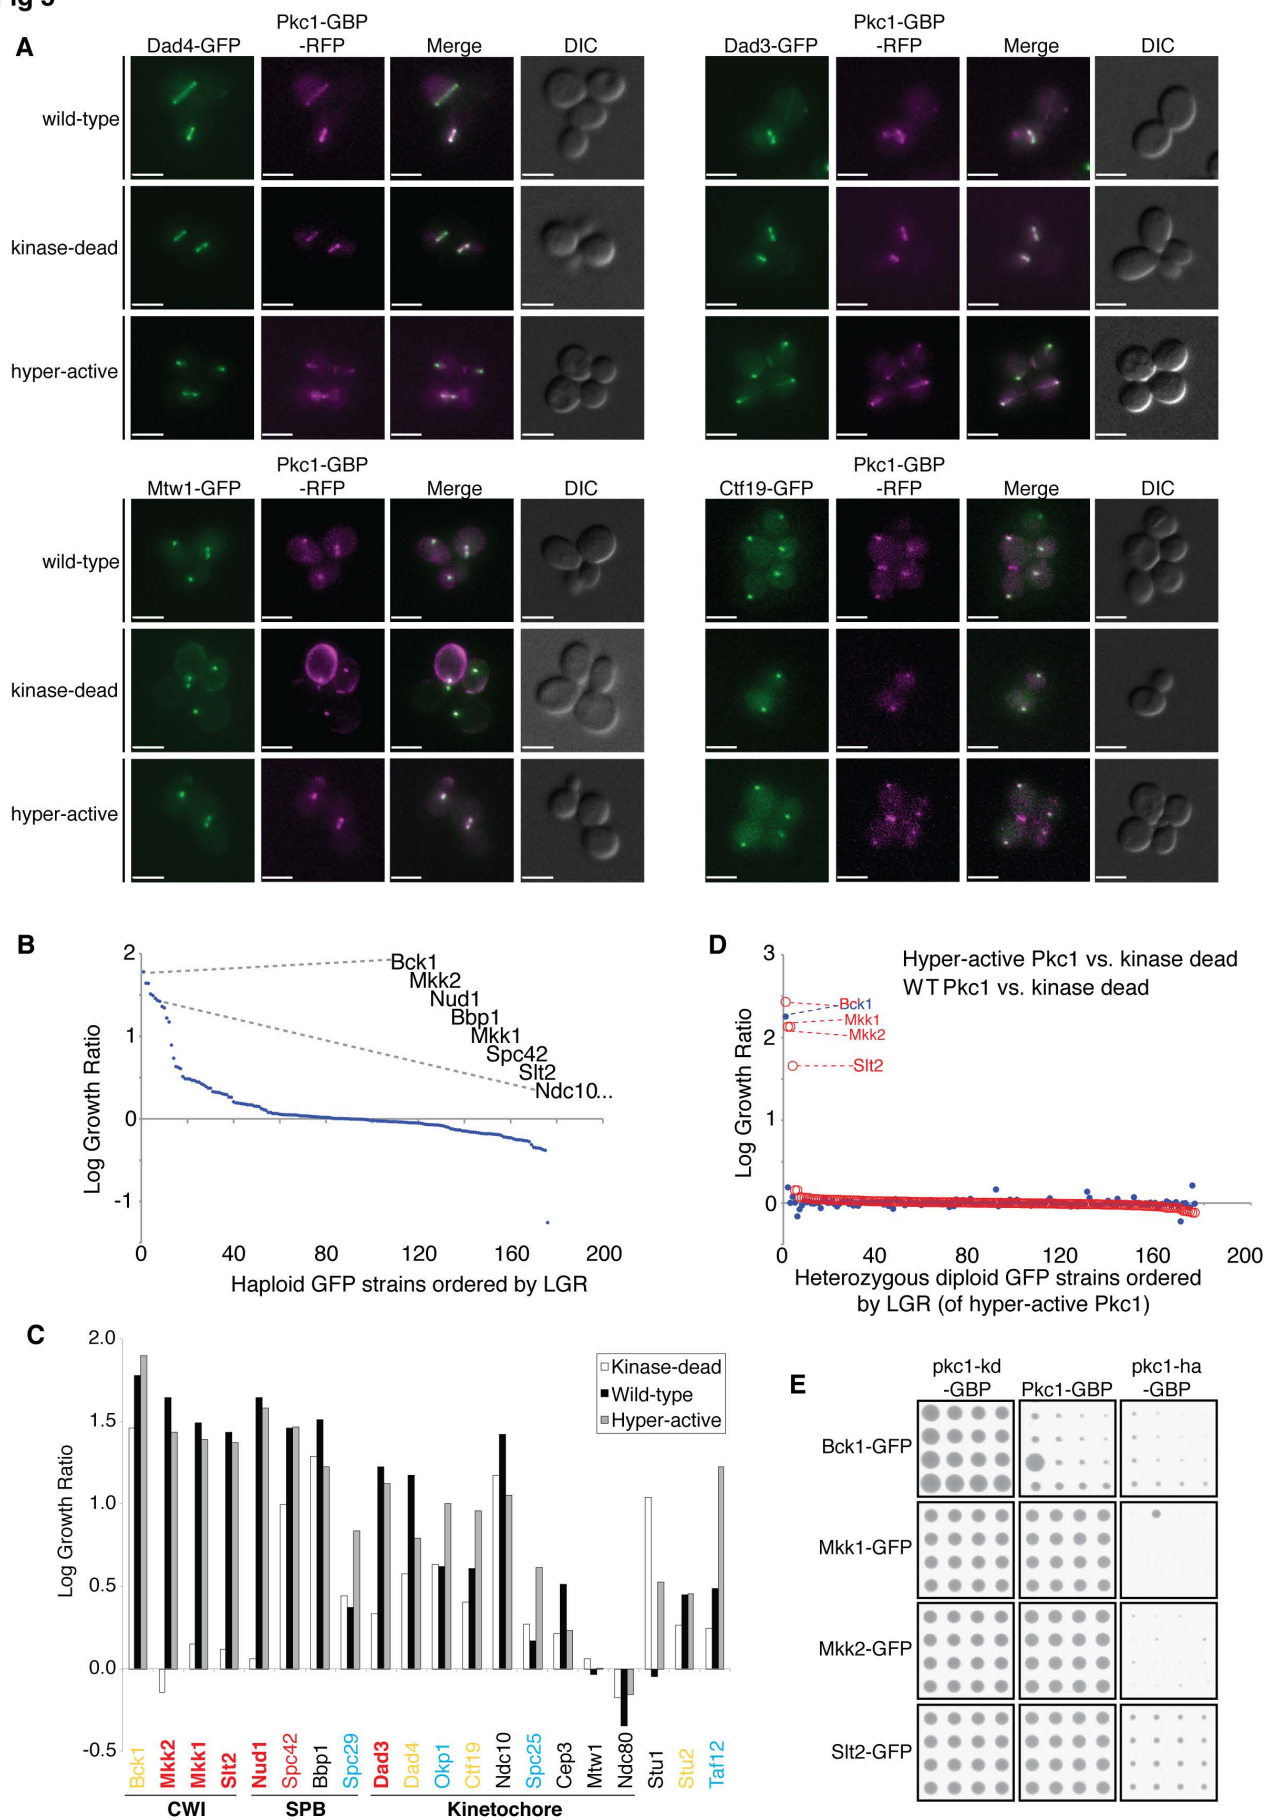 A
Pkc1-GBP
Dad4-GFP -RFP Merge DIC
wild-type
kinase-dead
hyper-active
Pkc1-GBP
Dad3-GFP -RFP Merge DIC
Pkc1-GBP
Mtw1-GFP -RFP Merge DIC
wild-type
kinase-dead
hyper-active
Pkc1-GBP
Ctf19-GFP -RFP Merge DIC
B
Log Growth Ratio
2
1
0
-1
Bck1
Mkk2
Nud1
Bbp1
Mkk1
Spc42
Slt2
Ndc10...
0 40 80 120 160 200
Haploid GFP strains ordered by LGR
D
Log Growth Ratio
3
2
1
0
Hyper-active Pkc1 vs. kinase dead
WT Pkc1 vs. kinase dead
Bck1
Mkk1
Mkk2
Slt2
0 40 80 120 160 200
Heterozygous diploid GFP strains ordered
by LGR (of hyper-active Pkc1)
C
Log Growth Ratio
2.0
1.5
1.0
0.5
0.0
-0.5
Kinase-dead
Wild-type
Hyper-active
Bck1 Mkk2 Mkk1 Slt2 Nud1 Spc42 Bbp1 Spc29 Dad3 Dad4 Okp1 Ctf19 Ndc10 Spc25 Cep3 Mtw1 Ndc80 Stu1 Stu2 Taf12
CWI SPB Kinetochore
E
pkc1-kd pkc1-ha
-GBP Pkc1-GBP -GBP
Bck1-GFP
Mkk1-GFP
Mkk2-GFP
Slt2-GFP